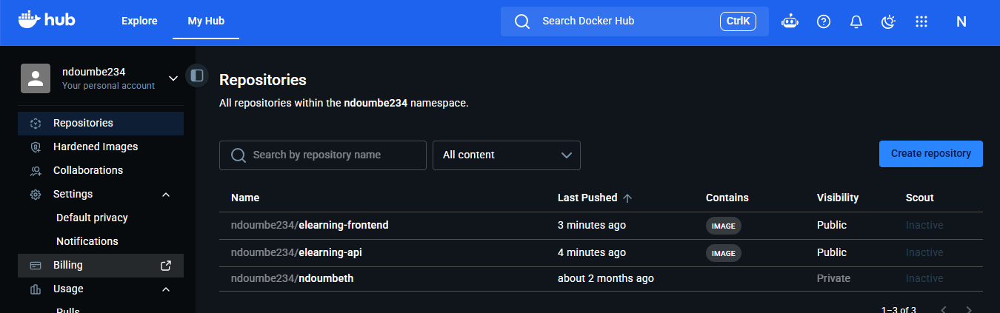 hub Explore My Hub Search Docker Hub CtrlK N
ndoumbe234
Your personal account
Repositories
Hardened Images
Collaborations
Settings
Default privacy
Notifications
Billing
Usage
Pulls
Repositories
All repositories within the ndoumbe234 namespace.
Search by repository name All content Create repository
Name Last Pushed Contains Visibility Scout
ndoumbe234/elearning-frontend 3 minutes ago IMAGE Public Inactive
ndoumbe234/elearning-api 4 minutes ago IMAGE Public Inactive
ndoumbe234/ndoumbeth about 2 months ago Private Inactive
1–3 of 3